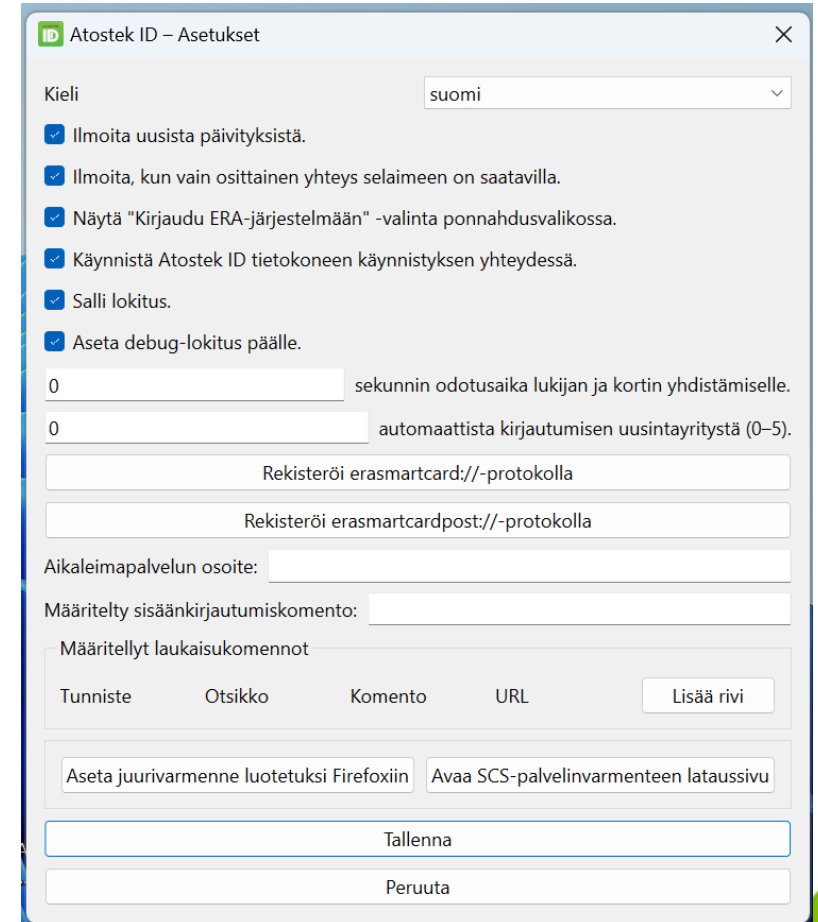 ID Atostek ID – Asetukset
Kieli suomi
Ilmoita uusista päivityksistä.
Ilmoita, kun vain osittainen yhteys selaimeen on saatavilla.
Näytä "Kirjaudu ERA-järjestelmään" -valinta ponnahdusvalikossa.
Käynnistä Atostek ID tietokoneen käynnistyksen yhteydessä.
Salli lokitus.
Aseta debug-lokitus päälle.
0 sekunnin odotusaika lukijan ja kortin yhdistämiselle.
0 automaattista kirjautumisen uusintayritystä (0–5).
Rekisteröi erasmartcard://-protokolla
Rekisteröi erasmartcardpost://-protokolla
Aikaleimapalvelun osoite:
Määritelty sisäänkirjautumiskomento:
Määritellyt laukaisukomennot
Tunniste Otsikko Komento URL Lisää rivi
Aseta juurivarmenne luotetuksi Firefoxiin Avaa SCS-palvelinvarmenteen lataussivu
Tallenna
Peruuta